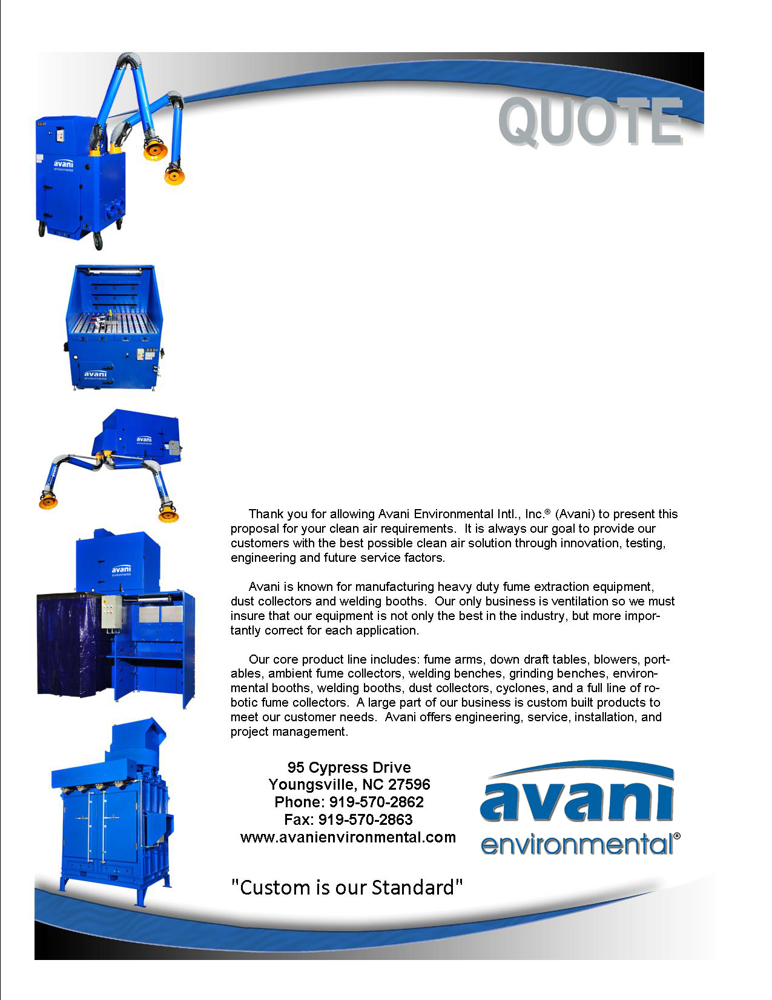 QUOTE
avani
environmental
avani
environmental
avani
environmental
avani
environmental
Thank you for allowing Avani Environmental Intl., Inc.® (Avani) to present this
proposal for your clean air requirements.  It is always our goal to provide our
customers with the best possible clean air solution through innovation, testing,
engineering and future service factors.
Avani is known for manufacturing heavy duty fume extraction equipment,
dust collectors and welding booths.  Our only business is ventilation so we must
insure that our equipment is not only the best in the industry, but more impor-
tantly correct for each application.
Our core product line includes: fume arms, down draft tables, blowers, port-
ables, ambient fume collectors, welding benches, grinding benches, environ-
mental booths, welding booths, dust collectors, cyclones, and a full line of ro-
botic fume collectors.  A large part of our business is custom built products to
meet our customer needs.  Avani offers engineering, service, installation, and
project management.
95 Cypress Drive
Youngsville, NC 27596
Phone: 919-570-2862
Fax: 919-570-2863
www.avanienvironmental.com
avani
environmental®
"Custom is our Standard"